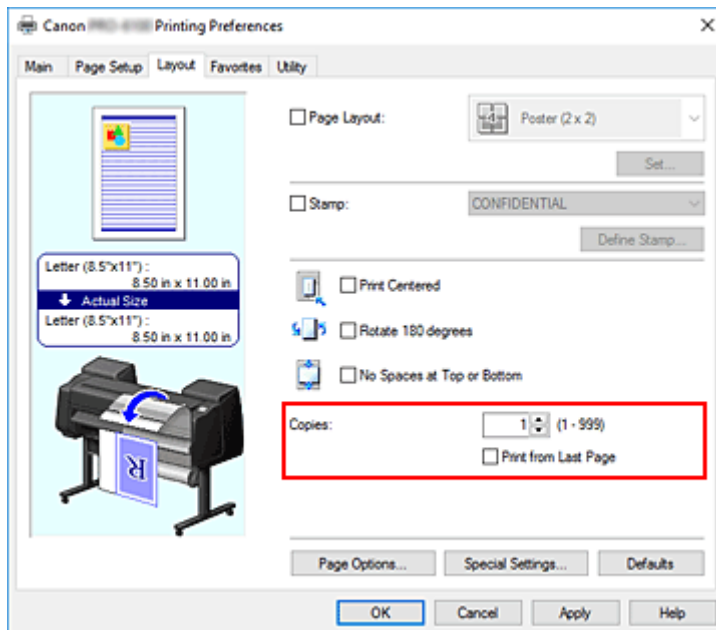 Canon Printing Preferences
Main Page Setup Layout Favorites Utility
Page Layout: Poster (2 x 2)
Set...
Stamp: CONFIDENTIAL
Define Stamp...
Letter (8.5"x11") :
8.50 in x 11.00 in
Actual Size
Letter (8.5"x11") :
8.50 in x 11.00 in
Print Centered
Rotate 180 degrees
No Spaces at Top or Bottom
Copies: 1 (1 - 999)
Print from Last Page
R
Page Options... Special Settings... Defaults
OK Cancel Apply Help